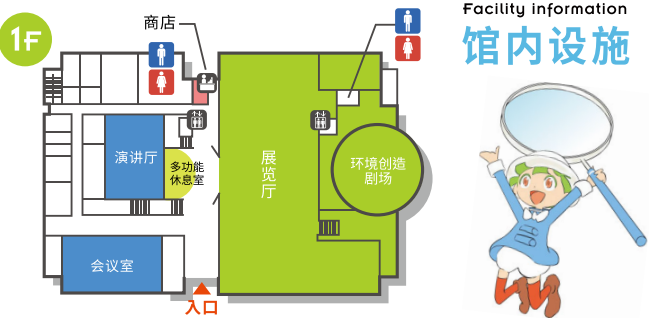 1F
商店
演讲厅
多功能
休息室
会议室
入口
展览厅
环境创造
剧场
Facility information
馆内设施